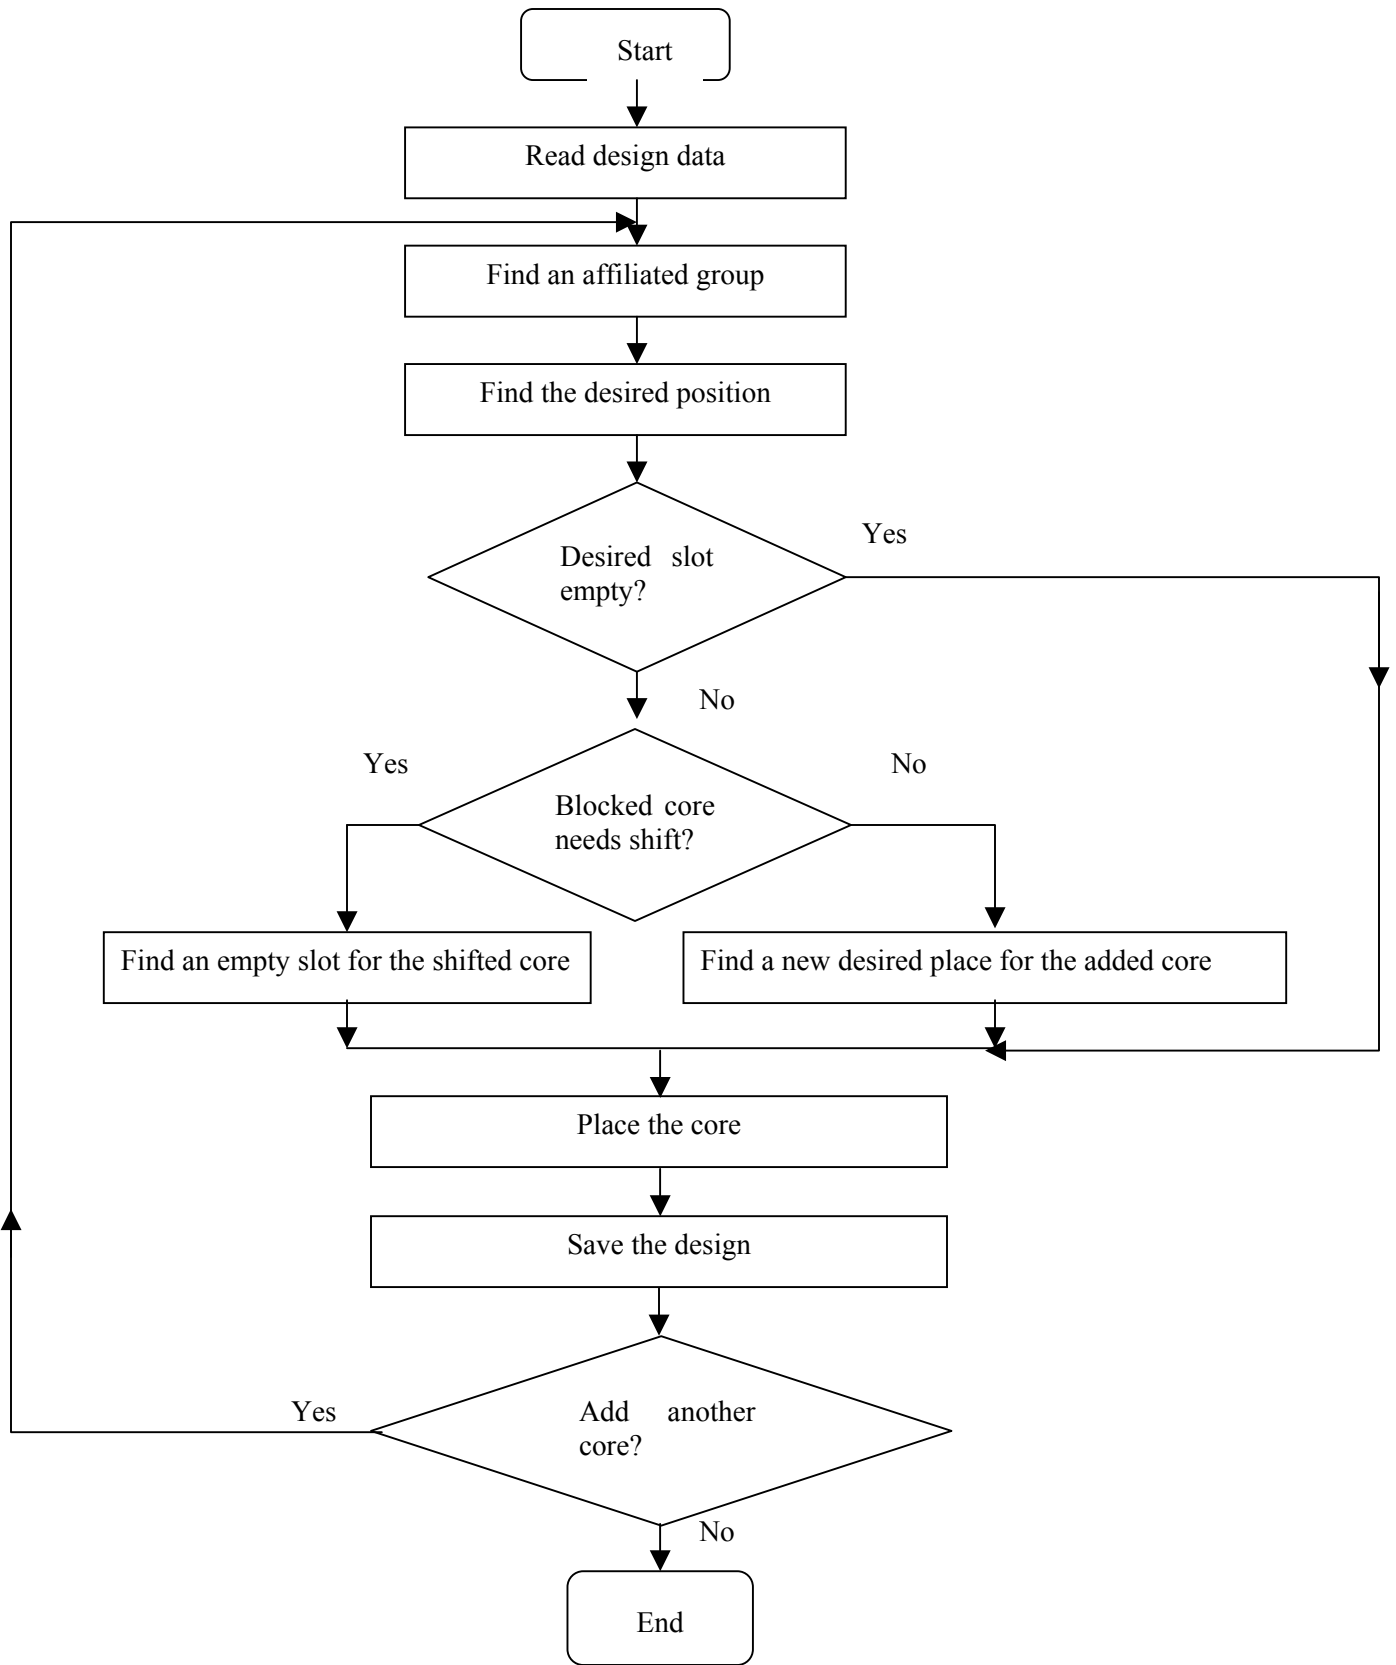 Start
Read design data
Find an affiliated group
Find the desired position
Yes
Desired slot
empty?
No
Yes
No
Blocked core
needs shift?
Find an empty slot for the shifted core
Find a new desired place for the added core
Place the core
Save the design
Yes
Add another
core?
No
End